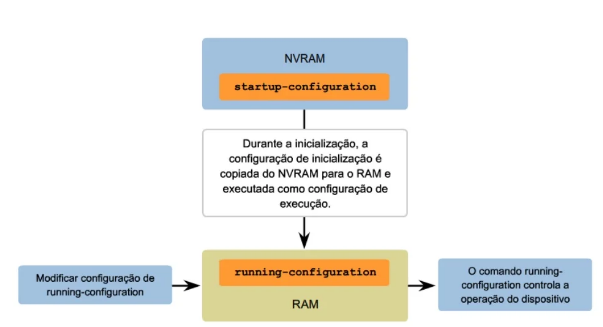 NVRAM
startup-configuration
Durante a inicialização, a
configuração de inicialização é
copiada do NVRAM para o RAM e
executada como configuração de
execução.
Modificar configuração de
running-configuration
running-configuration
RAM
O comando running-
configuration controla a
operação do dispositivo